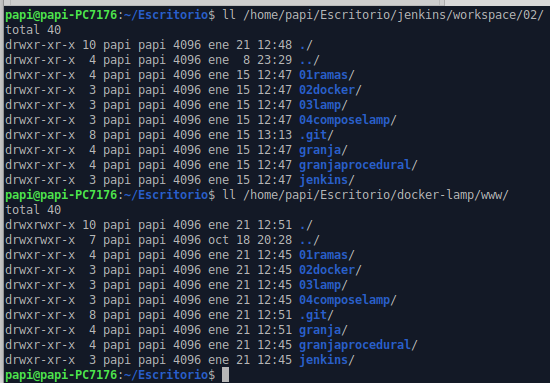 papi@papi-PC7176:~/Escritorio$ ll /home/papi/Escritorio/jenkins/workspace/02/
total 40
drwxr-xr-x 10 papi papi 4096 ene 21 12:48 ./
drwxr-xr-x  4 papi papi 4096 ene  8 23:29 ../
drwxr-xr-x  4 papi papi 4096 ene 15 12:47 01ramas/
drwxr-xr-x  3 papi papi 4096 ene 15 12:47 02docker/
drwxr-xr-x  3 papi papi 4096 ene 15 12:47 03lamp/
drwxr-xr-x  3 papi papi 4096 ene 15 12:47 04composelamp/
drwxr-xr-x  8 papi papi 4096 ene 15 13:13 .git/
drwxr-xr-x  4 papi papi 4096 ene 15 12:47 granja/
drwxr-xr-x  4 papi papi 4096 ene 15 12:47 granjaprocedural/
drwxr-xr-x  3 papi papi 4096 ene 15 12:47 jenkins/
papi@papi-PC7176:~/Escritorio$ ll /home/papi/Escritorio/docker-lamp/www/
total 40
drwxrwxr-x 10 papi papi 4096 ene 21 12:51 ./
drwxrwxr-x  7 papi papi 4096 oct 18 20:28 ../
drwxr-xr-x  4 papi papi 4096 ene 21 12:45 01ramas/
drwxr-xr-x  3 papi papi 4096 ene 21 12:45 02docker/
drwxr-xr-x  3 papi papi 4096 ene 21 12:45 03lamp/
drwxr-xr-x  3 papi papi 4096 ene 21 12:45 04composelamp/
drwxr-xr-x  8 papi papi 4096 ene 21 12:51 .git/
drwxr-xr-x  4 papi papi 4096 ene 21 12:51 granja/
drwxr-xr-x  4 papi papi 4096 ene 21 12:45 granjaprocedural/
drwxr-xr-x  3 papi papi 4096 ene 21 12:45 jenkins/
papi@papi-PC7176:~/Escritorio$